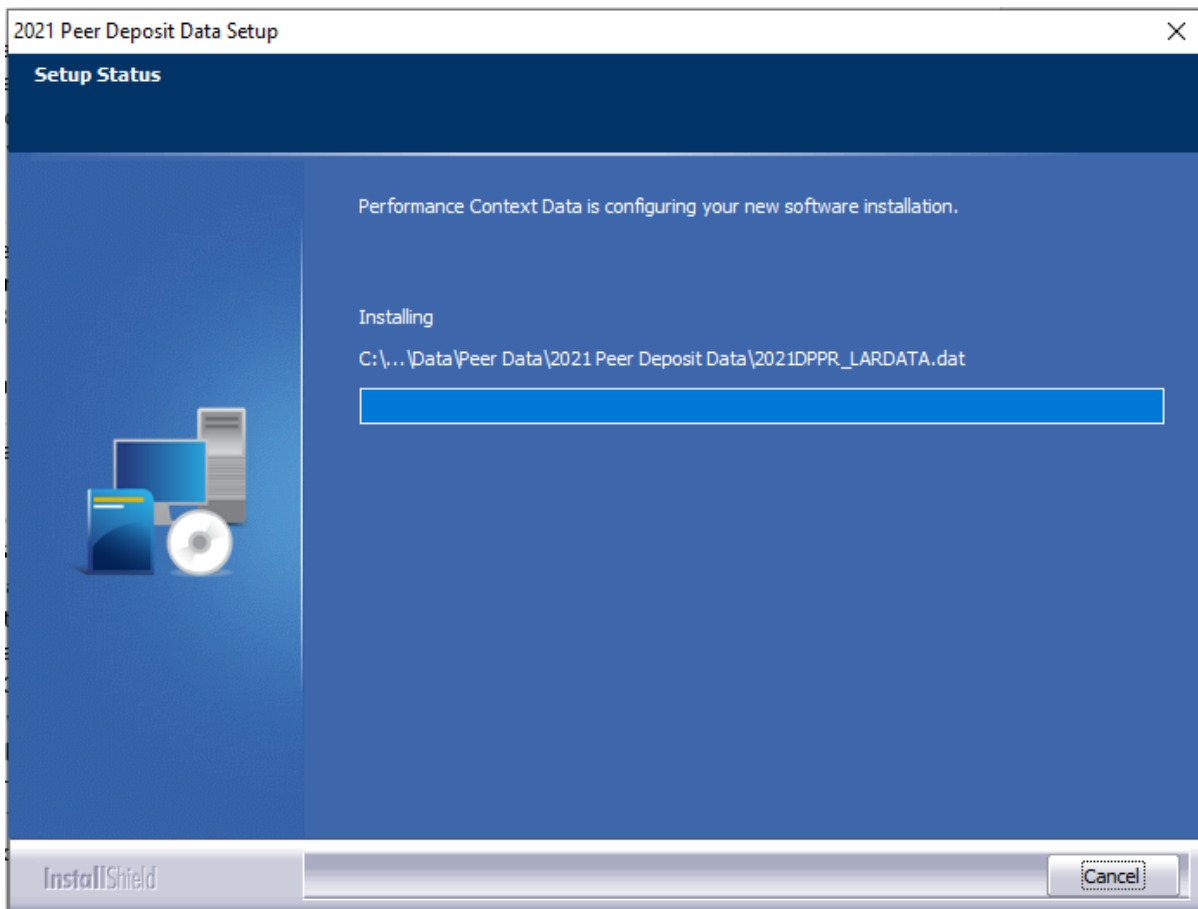 2021 Peer Deposit Data Setup
Setup Status
Performance Context Data is configuring your new software installation.
Installing
C:\...\Data\Peer Data\2021 Peer Deposit Data\2021DPPR_LARDATA.dat
InstallShield
Cancel